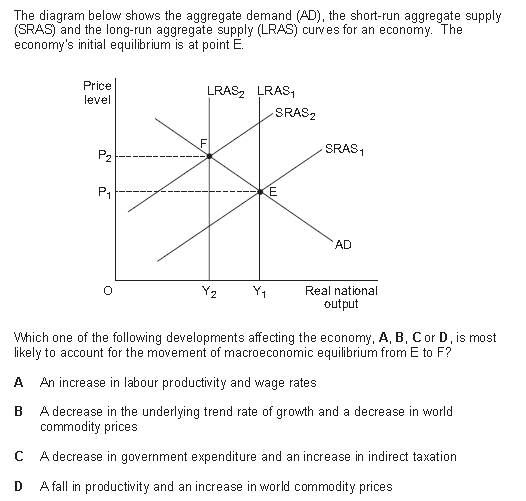 The diagram below shows the aggregate demand (AD), the short-run aggregate supply
(SRAS) and the long-run aggregate supply (LRAS) curves for an economy. The
economy's initial equilibrium is at point E.
Price
level
LRAS₂ LRAS₁
SRAS₂
F
SRAS₁
P₂
P₁
E
AD
O
Y₂
Y₁
Real national
output
Which one of the following developments affecting the economy, A, B, C or D, is most
likely to account for the movement of macroeconomic equilibrium from E to F?
A An increase in labour productivity and wage rates
B A decrease in the underlying trend rate of growth and a decrease in world
commodity prices
C A decrease in government expenditure and an increase in indirect taxation
D A fall in productivity and an increase in world commodity prices